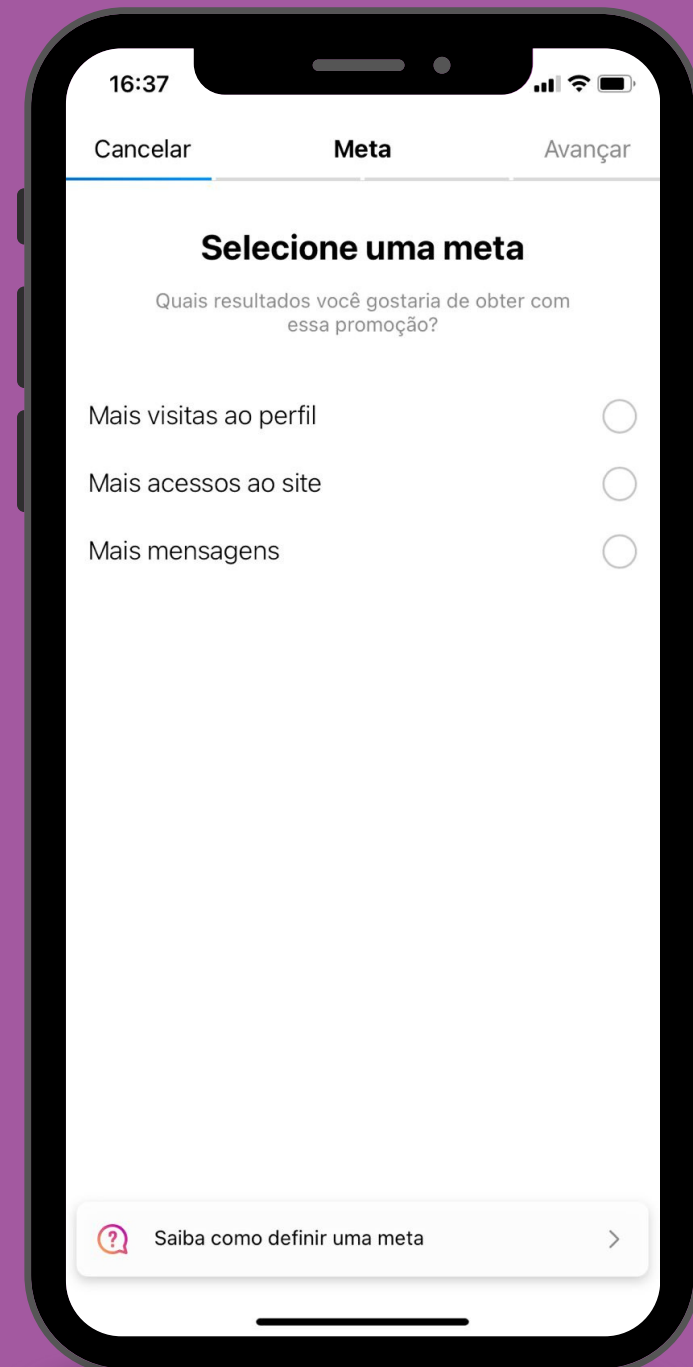 16:37
Cancelar Meta Avançar
Selecione uma meta
Quais resultados você gostaria de obter com
essa promoção?
Mais visitas ao perfil
Mais acessos ao site
Mais mensagens
Saiba como definir uma meta